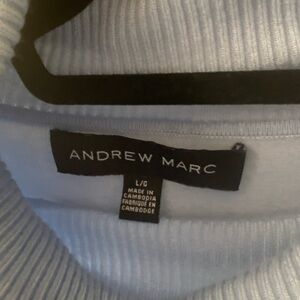 ANDREW MARC
L/G
MADE IN
CAMBODIA
FABRIQUÉ EN
CAMBODGE